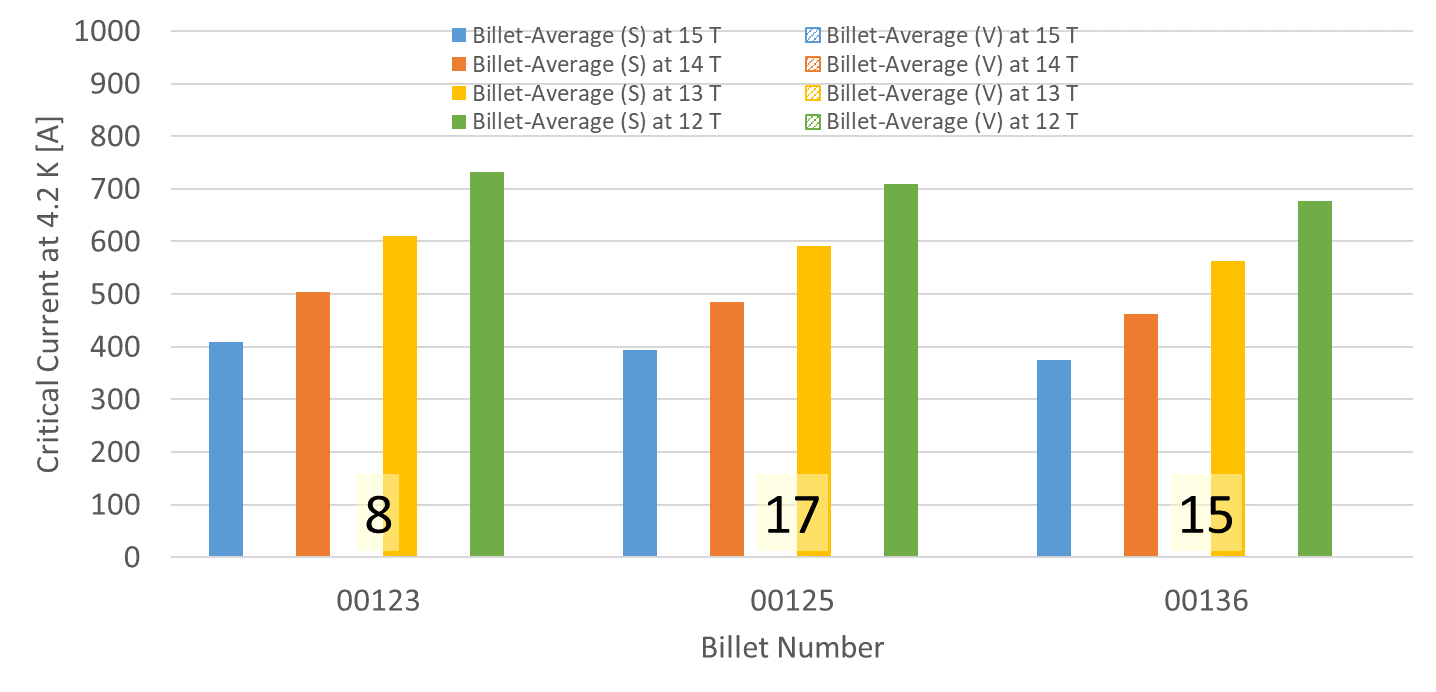 1000
900
800
700
600
500
400
300
200
100
0
Critical Current at 4.2 K [A]
Billet-Average (S) at 15 T
Billet-Average (V) at 15 T
Billet-Average (S) at 14 T
Billet-Average (V) at 14 T
Billet-Average (S) at 13 T
Billet-Average (V) at 13 T
Billet-Average (S) at 12 T
Billet-Average (V) at 12 T
8
17
15
00123
00125
00136
Billet Number